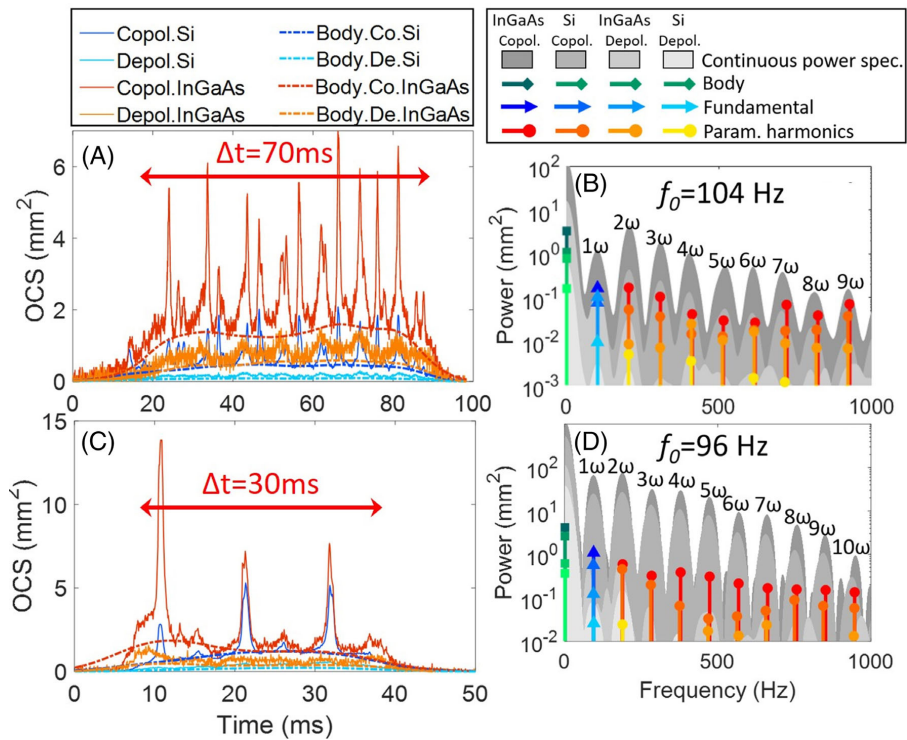 Copol.Si
Depol.Si
Copol.InGaAs
Depol.InGaAs
Body.Co.Si
Body.De.Si
Body.Co.InGaAs
Body.De.InGaAs
InGaAs Si InGaAs Si
Copol. Copol. Depol. Depol.
Continuous power spec.
Body
Fundamental
Param. harmonics
(A)
Δt=70ms
OCS (mm²)
6
4
2
0
0 20 40 60 80 100
(B)
f₀=104 Hz
Power (mm²)
10²
10¹
10⁰
10⁻¹
10⁻²
10⁻³
1ω 2ω 3ω 4ω 5ω 6ω 7ω 8ω 9ω
0 500 1000
(C)
Δt=30ms
OCS (mm²)
15
10
5
0
0 10 20 30 40 50
Time (ms)
(D)
f₀=96 Hz
Power (mm²)
10²
10¹
10⁰
10⁻¹
10⁻²
1ω 2ω 3ω 4ω 5ω 6ω 7ω 8ω 9ω 10ω
0 500 1000
Frequency (Hz)